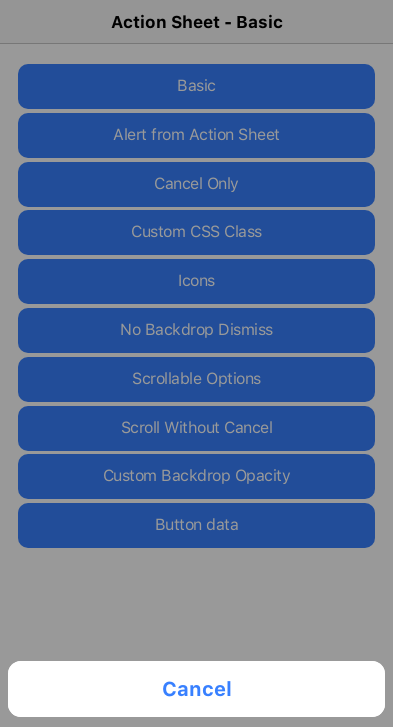 Action Sheet - Basic
Basic
Alert from Action Sheet
Cancel Only
Custom CSS Class
Icons
No Backdrop Dismiss
Scrollable Options
Scroll Without Cancel
Custom Backdrop Opacity
Button data
Cancel